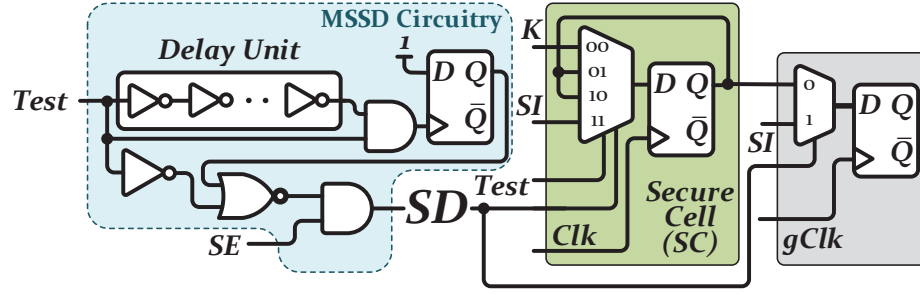 MSSD Circuitry
Delay Unit
1
D Q
Q̄
Test
SE
SD
K
SI
00
01
10
11
Test
Clk
D Q
Q̄
Secure
Cell
(SC)
0
1
SI
gClk
D Q
Q̄